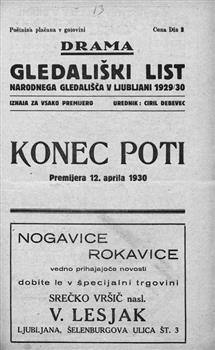 13
Poštnina plačana v gotovini Cena Din 2
DRAMA
GLEDALIŠKI LIST
NARODNEGA GLEDALIŠČA V LJUBLJANI 1929/30
IZHAJA ZA VSAKO PREMIJERO UREDNIK: CIRIL DEBEVEC
KONEC POTI
Premijera 12. aprila 1930
NOGAVICE
ROKAVICE
vedno prihajajoče novosti
dobite le v špecijalni trgovini
SREČKO VRŠIČ nasl.
V. LESJAK
LJUBLJANA, ŠELENBURGOVA ULICA ŠT. 3